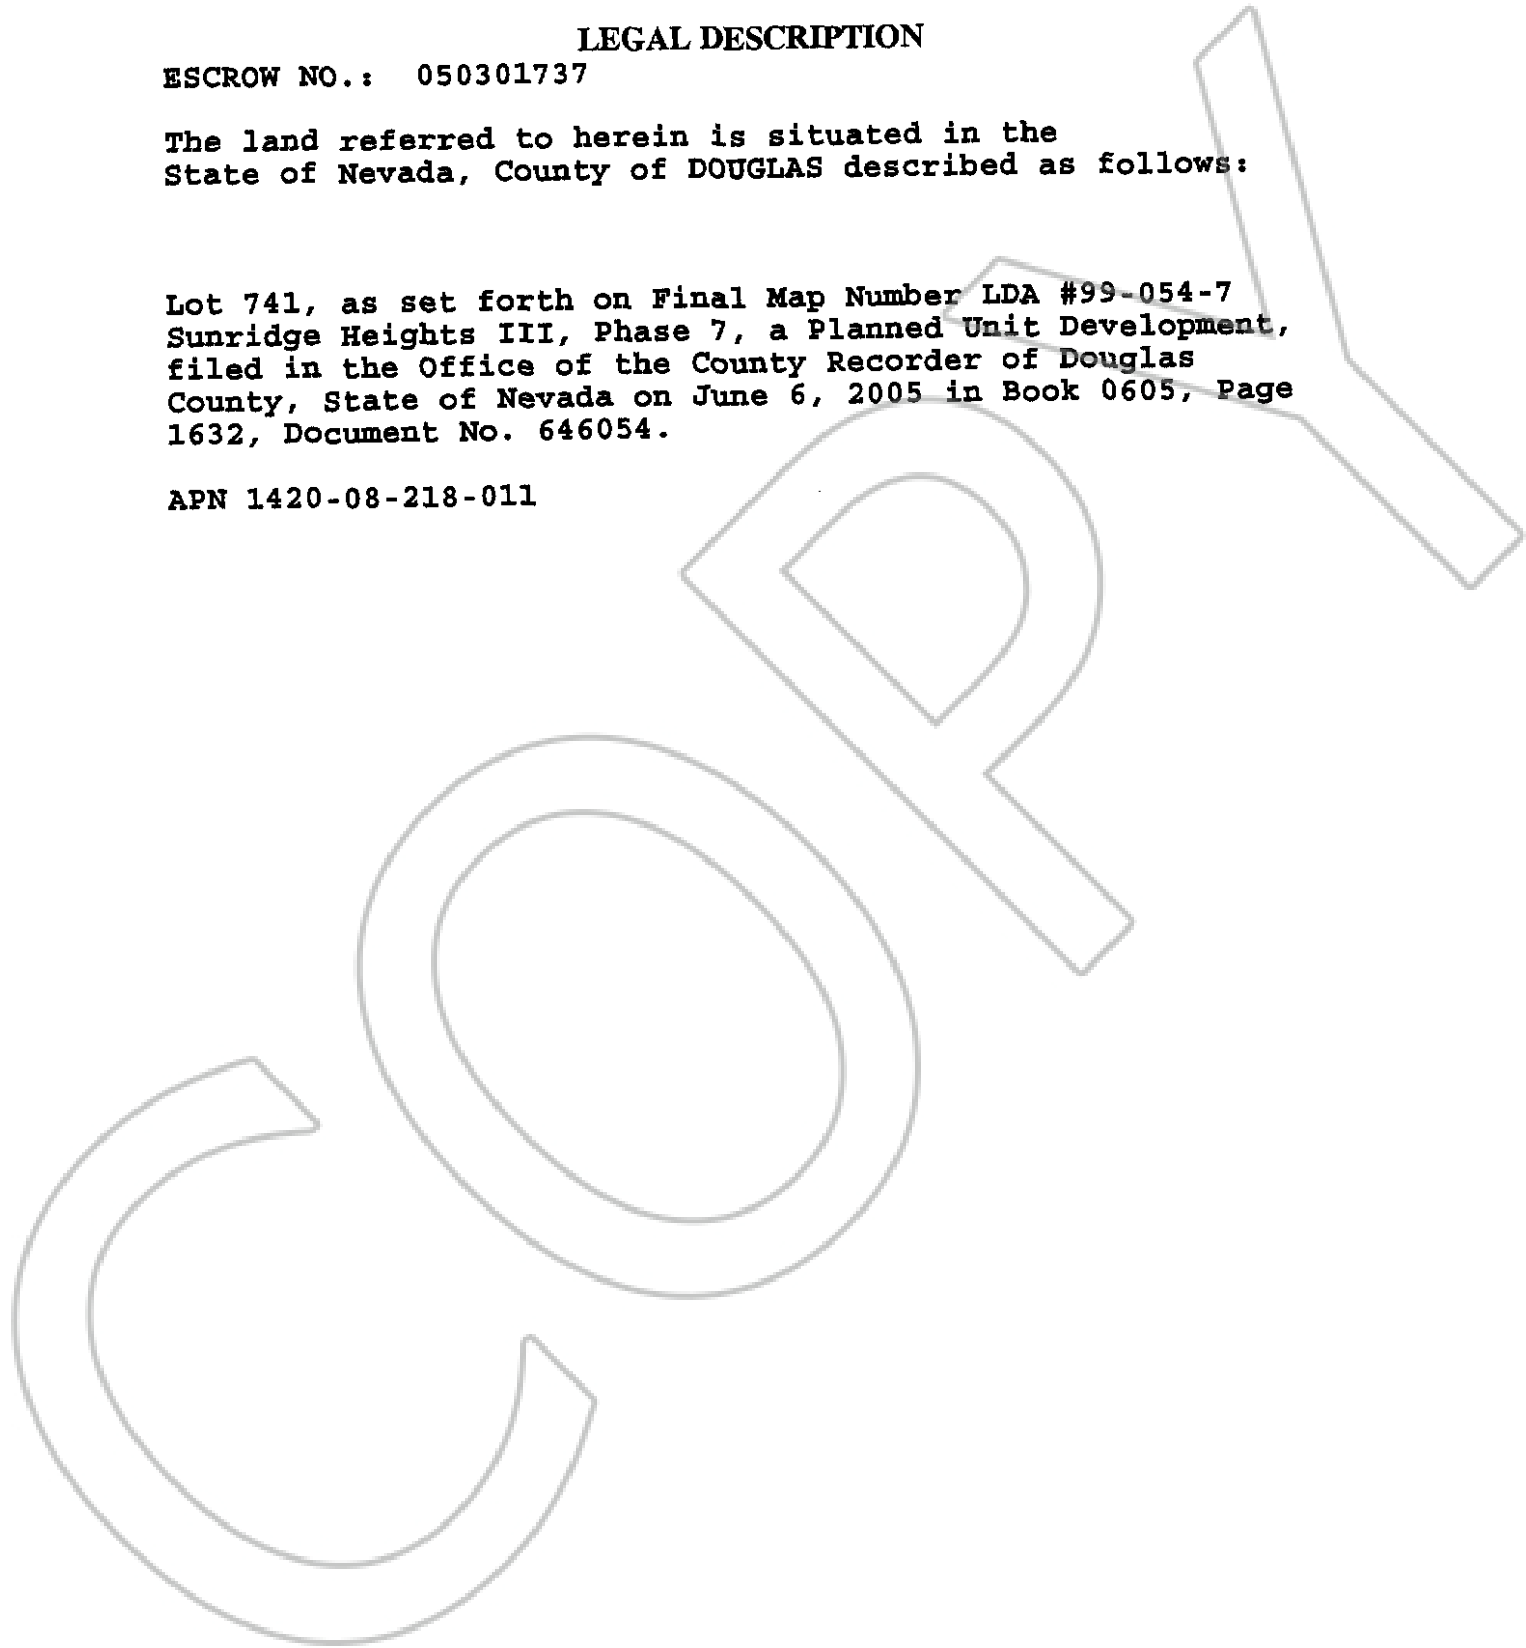 LEGAL DESCRIPTION
ESCROW NO.: 050301737
The land referred to herein is situated in the
State of Nevada, County of DOUGLAS described as follows:
Lot 741, as set forth on Final Map Number LDA #99-054-7
Sunridge Heights III, Phase 7, a Planned Unit Development,
filed in the Office of the County Recorder of Douglas
County, State of Nevada on June 6, 2005 in Book 0605, Page
1632, Document No. 646054.
APN 1420-08-218-011
COPY